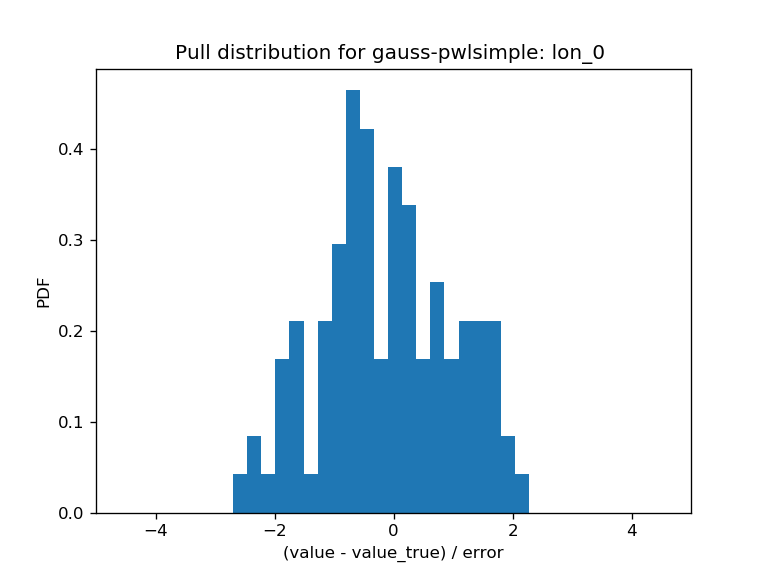 Pull distribution for gauss-pwlsimple: lon_0
PDF
0.4
0.3
0.2
0.1
0.0
−4 −2 0 2 4
(value - value_true) / error